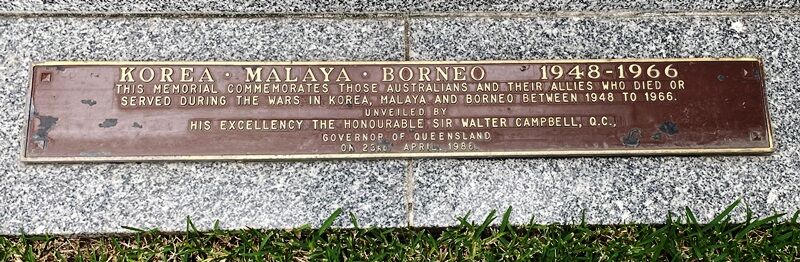 KOREA · MALAYA · BORNEO 1948-1966
THIS MEMORIAL COMMEMORATES THOSE AUSTRALIANS AND THEIR ALLIES WHO DIED OR
SERVED DURING THE WARS IN KOREA, MALAYA AND BORNEO BETWEEN 1948 TO 1966.
UNVEILED BY
HIS EXCELLENCY THE HONOURABLE SIR WALTER CAMPBELL, Q.C.,
GOVERNOR OF QUEENSLAND
ON 23RD APRIL 1986